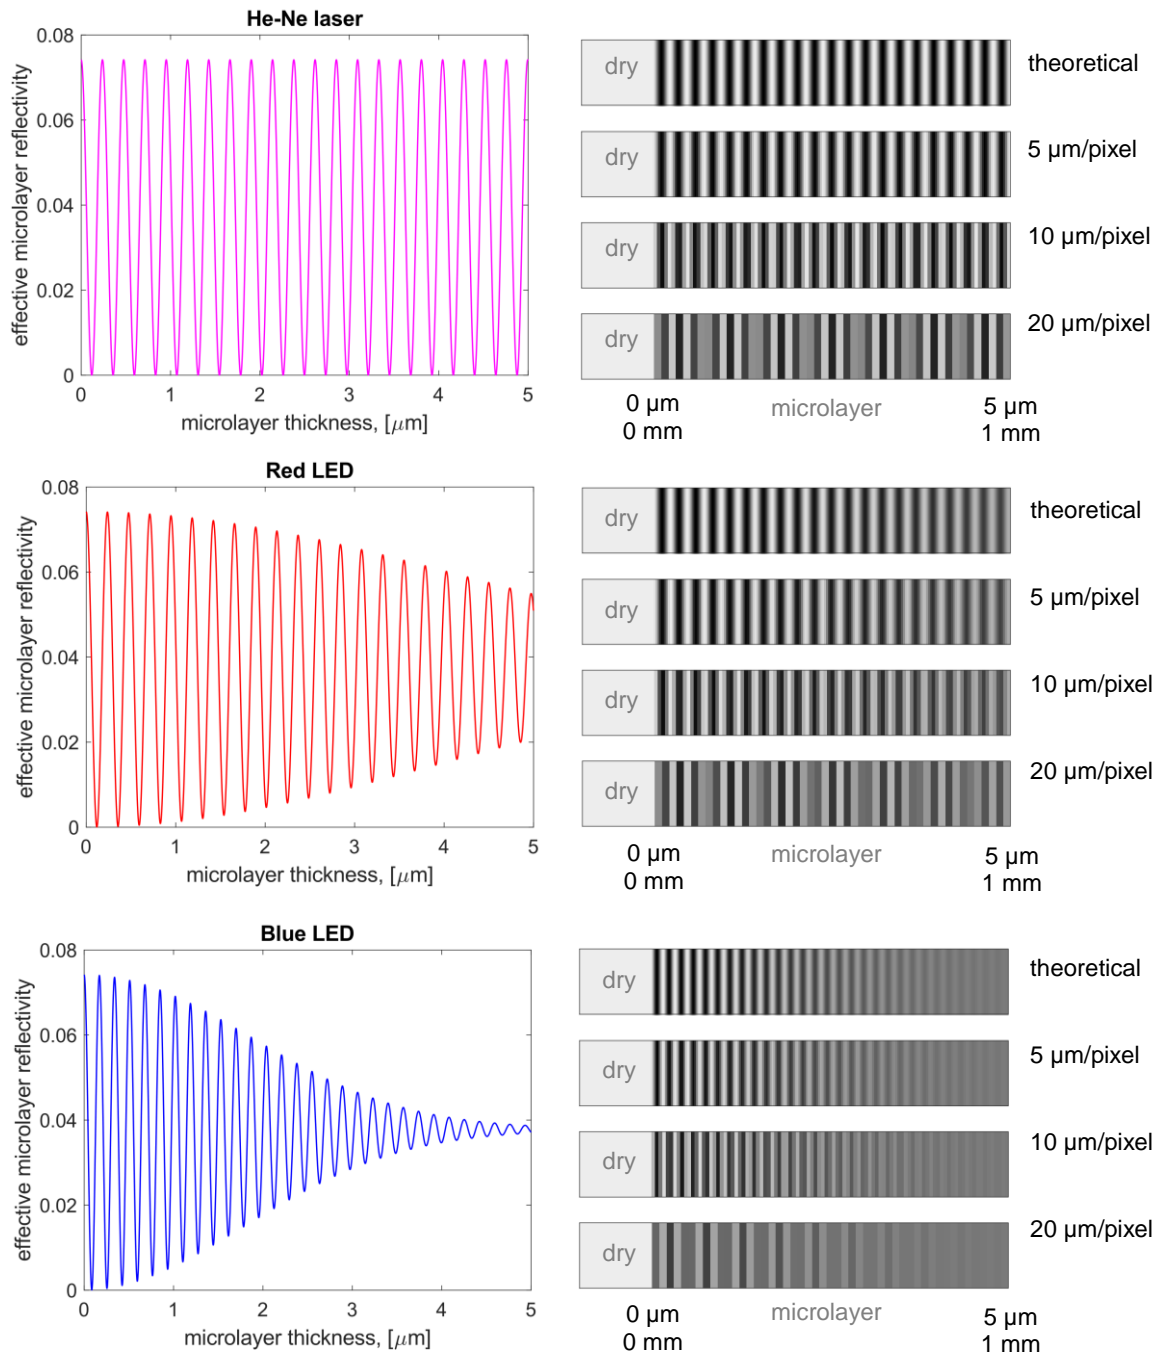 He-Ne laser
0.08
0.06
0.04
0.02
0
effective microlayer reflectivity
0 1 2 3 4 5
microlayer thickness, [μm]
dry
theoretical
dry
5 μm/pixel
dry
10 μm/pixel
dry
20 μm/pixel
0 μm microlayer 5 μm
0 mm 1 mm
Red LED
0.08
0.06
0.04
0.02
0
effective microlayer reflectivity
0 1 2 3 4 5
microlayer thickness, [μm]
dry
theoretical
dry
5 μm/pixel
dry
10 μm/pixel
dry
20 μm/pixel
0 μm microlayer 5 μm
0 mm 1 mm
Blue LED
0.08
0.06
0.04
0.02
0
effective microlayer reflectivity
0 1 2 3 4 5
microlayer thickness, [μm]
dry
theoretical
dry
5 μm/pixel
dry
10 μm/pixel
dry
20 μm/pixel
0 μm microlayer 5 μm
0 mm 1 mm